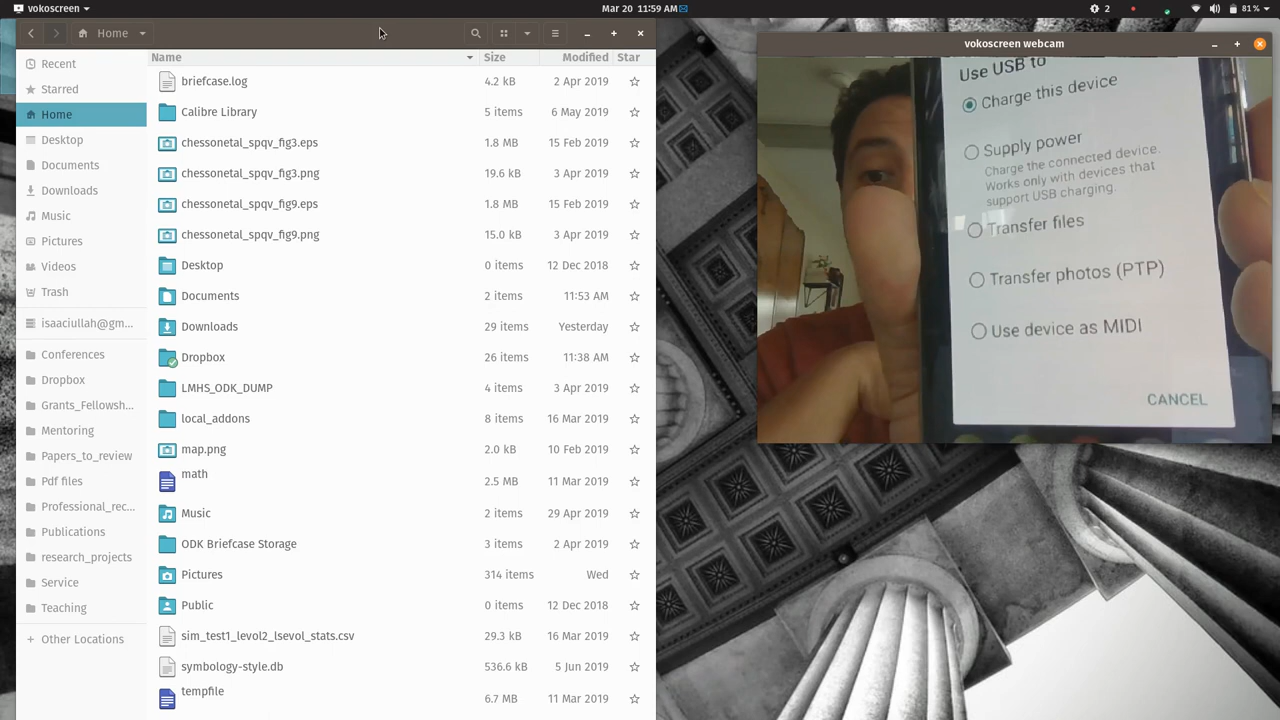 vokoscreen
Mar 20 11:59 AM
2
81 %
Home
Name Size Modified Star
Recent
Starred
Home
Desktop
Documents
Downloads
Music
Pictures
Videos
Trash
isaaciullah@gm...
Conferences
Dropbox
Grants_Fellowsh...
Mentoring
Papers_to_review
Pdf files
Professional_rec...
Publications
research_projects
Service
Teaching
Other Locations
briefcase.log 4.2 kB 2 Apr 2019
Calibre Library 5 items 6 May 2019
chessonetal_spqv_fig3.eps 1.8 MB 15 Feb 2019
chessonetal_spqv_fig3.png 19.6 kB 3 Apr 2019
chessonetal_spqv_fig9.eps 1.8 MB 15 Feb 2019
chessonetal_spqv_fig9.png 15.0 kB 3 Apr 2019
Desktop 0 items 12 Dec 2018
Documents 2 items 11:53 AM
Downloads 29 items Yesterday
Dropbox 26 items 11:38 AM
LMHS_ODK_DUMP 4 items 3 Apr 2019
local_addons 8 items 16 Mar 2019
map.png 2.0 kB 10 Feb 2019
math 2.5 MB 11 Mar 2019
Music 2 items 29 Apr 2019
ODK Briefcase Storage 3 items 2 Apr 2019
Pictures 314 items Wed
Public 0 items 12 Dec 2018
sim_test1_levol2_lsevol_stats.csv 29.3 kB 16 Mar 2019
symbology-style.db 536.6 kB 5 Jun 2019
tempfile 6.7 MB 11 Mar 2019
vokoscreen webcam
Use USB to
Charge this device
Supply power
Charge the connected device.
Works only with devices that
support USB charging.
Transfer files
Transfer photos (PTP)
Use device as MIDI
CANCEL